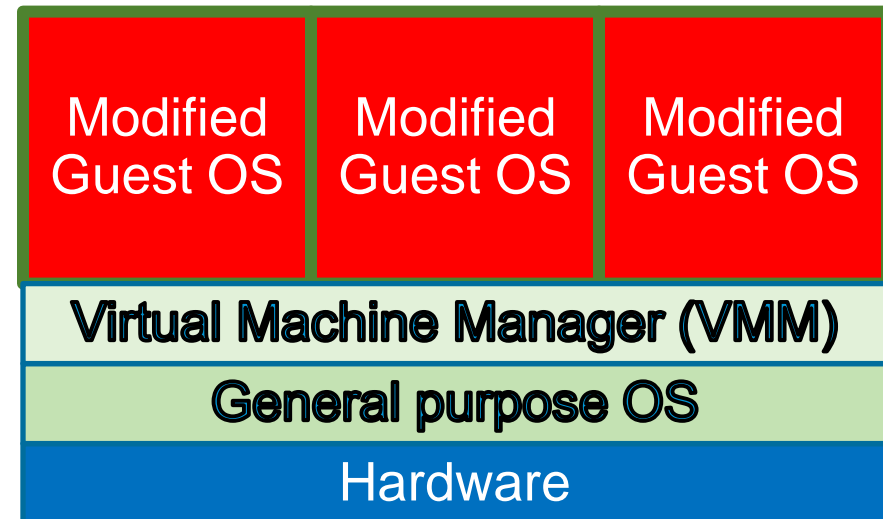 Modified Modified Modified
Guest OS Guest OS Guest OS
Virtual Machine Manager (VMM)
General purpose OS
Hardware